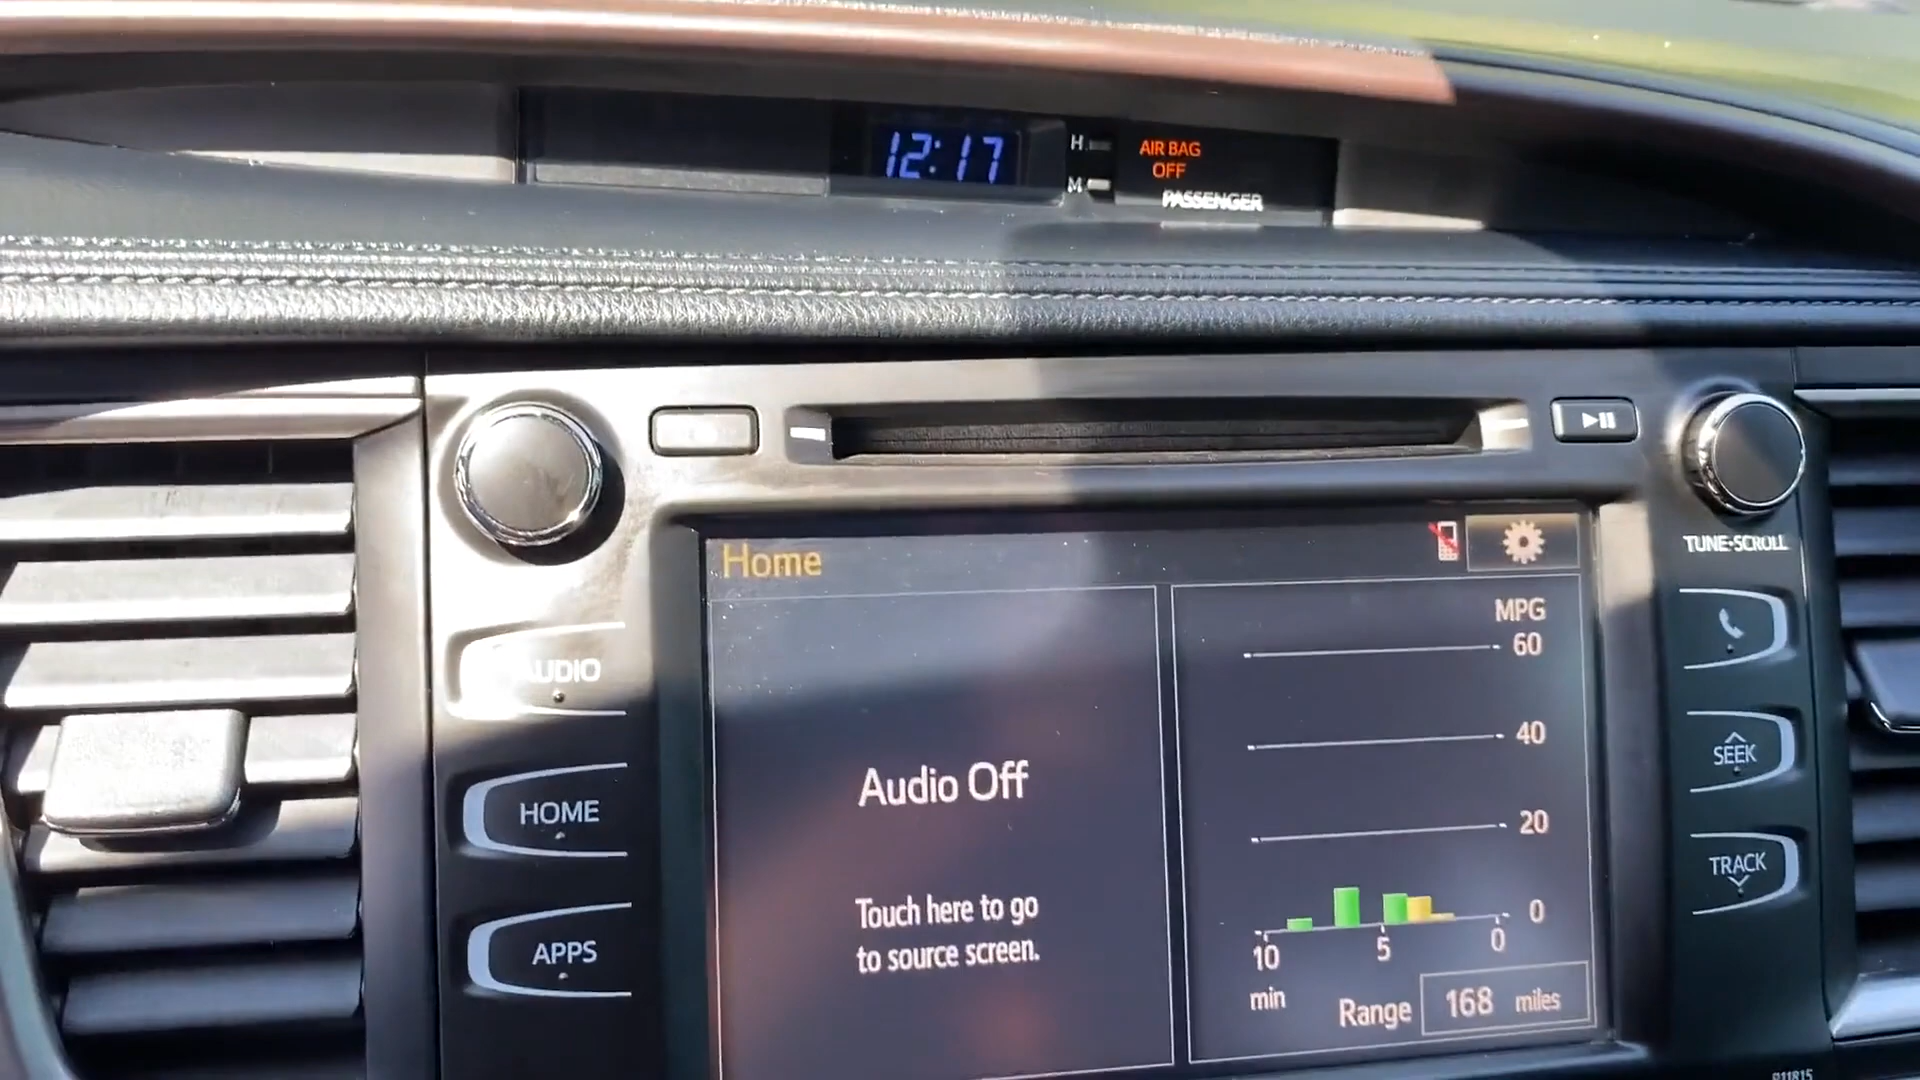 12:17
H
M
AIR BAG
OFF
PASSENGER
TUNE•SCROLL
Home
MPG
60
40
20
0
10
5
0
min
Range 168 miles
Audio Off
Touch here to go
to source screen.
AUDIO
HOME
APPS
SEEK
TRACK